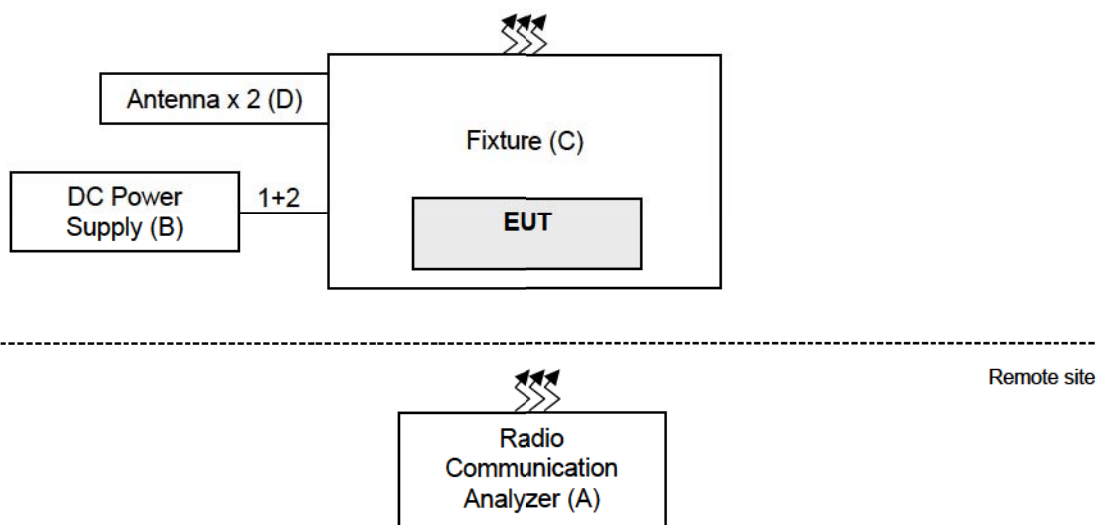 Antenna x 2 (D)
Fixture (C)
DC Power
Supply (B)
1+2
EUT
Remote site
Radio
Communication
Analyzer (A)